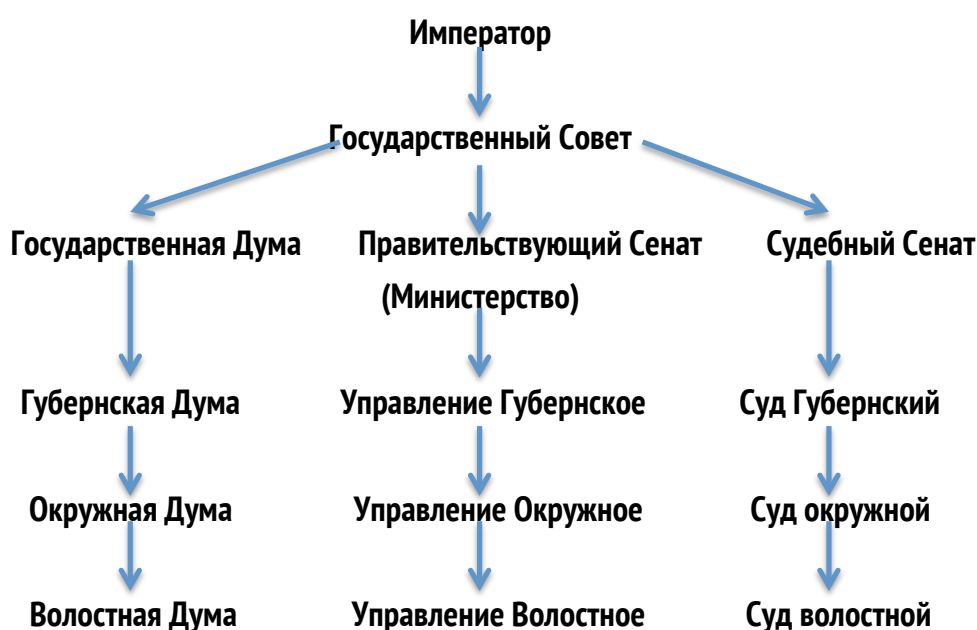 Император
Государственный Совет
Государственная Дума Правительствующий Сенат Судебный Сенат
(Министерство)
Губернская Дума Управление Губернское Суд Губернский
Окружная Дума Управление Окружное Суд окружной
Волостная Дума Управление Волостное Суд волостной